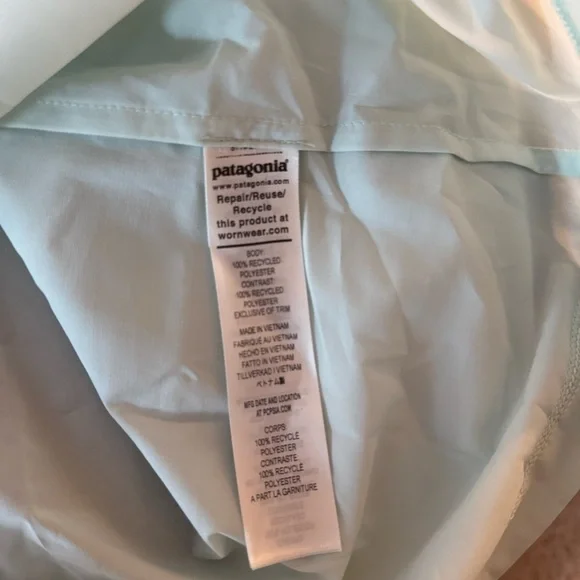 patagonia®
www.patagonia.com
Repair/Reuse/
Recycle
this product at
wornwear.com
BODY:
100% RECYCLED
POLYESTER
CONTRAST:
100% RECYCLED
POLYESTER
EXCLUSIVE OF TRIM
MADE IN VIETNAM
FABRIQUÉ AU VIETNAM
HECHO EN VIETNAM
FATTO IN VIETNAM
TILLVERKAD I VIETNAM
ベトナム製
MFG DATE AND LOCATION
AT PCPSIA.COM
CORPS:
100% RECYCLE
POLYESTER
CONTRASTE:
100% RECYCLE
POLYESTER
A PART LA GARNITURE